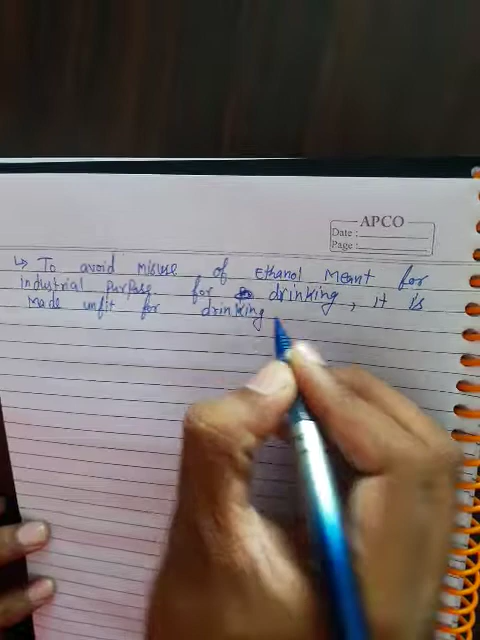 APCO
Date :
Page :
↳ To avoid misuse of Ethanol Meant for
industrial purpose for drinking, it is
made unfit for drinking